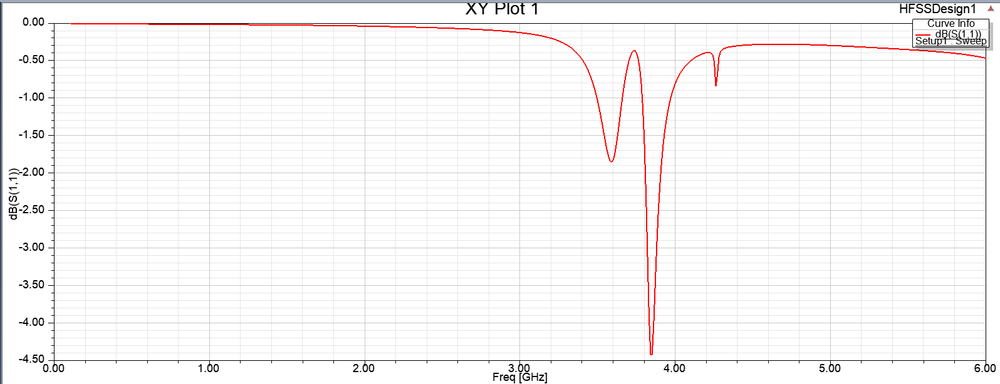 XY Plot 1
HFSSDesign1
Curve Info
dB(S(1,1))
Setup1 : Sweep
0.00
-0.50
-1.00
-1.50
-2.00
-2.50
-3.00
-3.50
-4.00
-4.50
dB(S(1,1))
0.00
1.00
2.00
3.00
4.00
5.00
6.00
Freq [GHz]